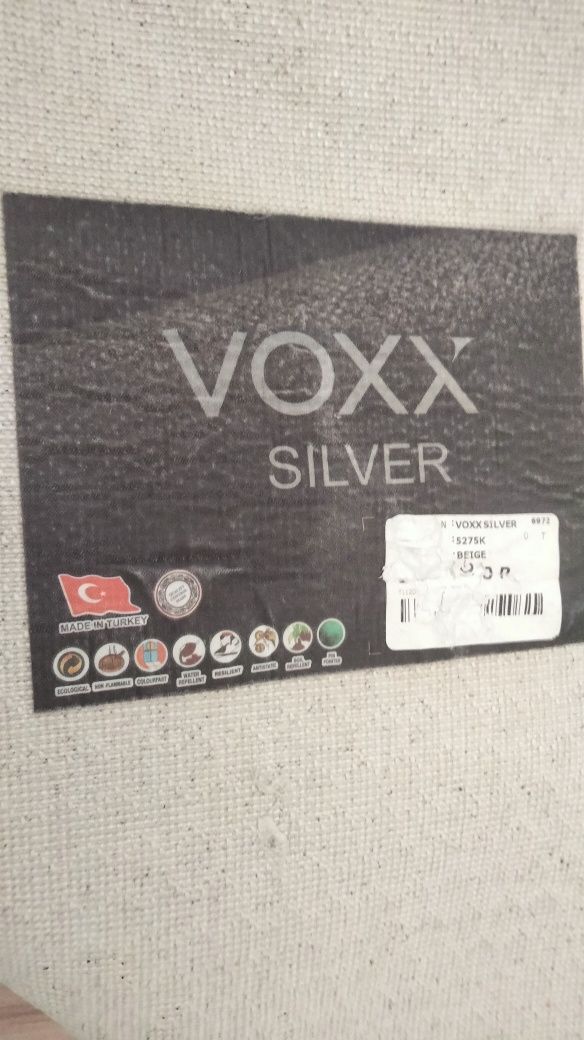 VOXX
SILVER
N :VOXX SILVER 6972
:5275K O T
:BEIGE
MADE IN TURKEY
ECOLOGICAL
NON-FLAMMABLE
COLOURFAST
WATER REPELLENT
RESILIENT
ANTISTATIC
SOIL REPELLENT